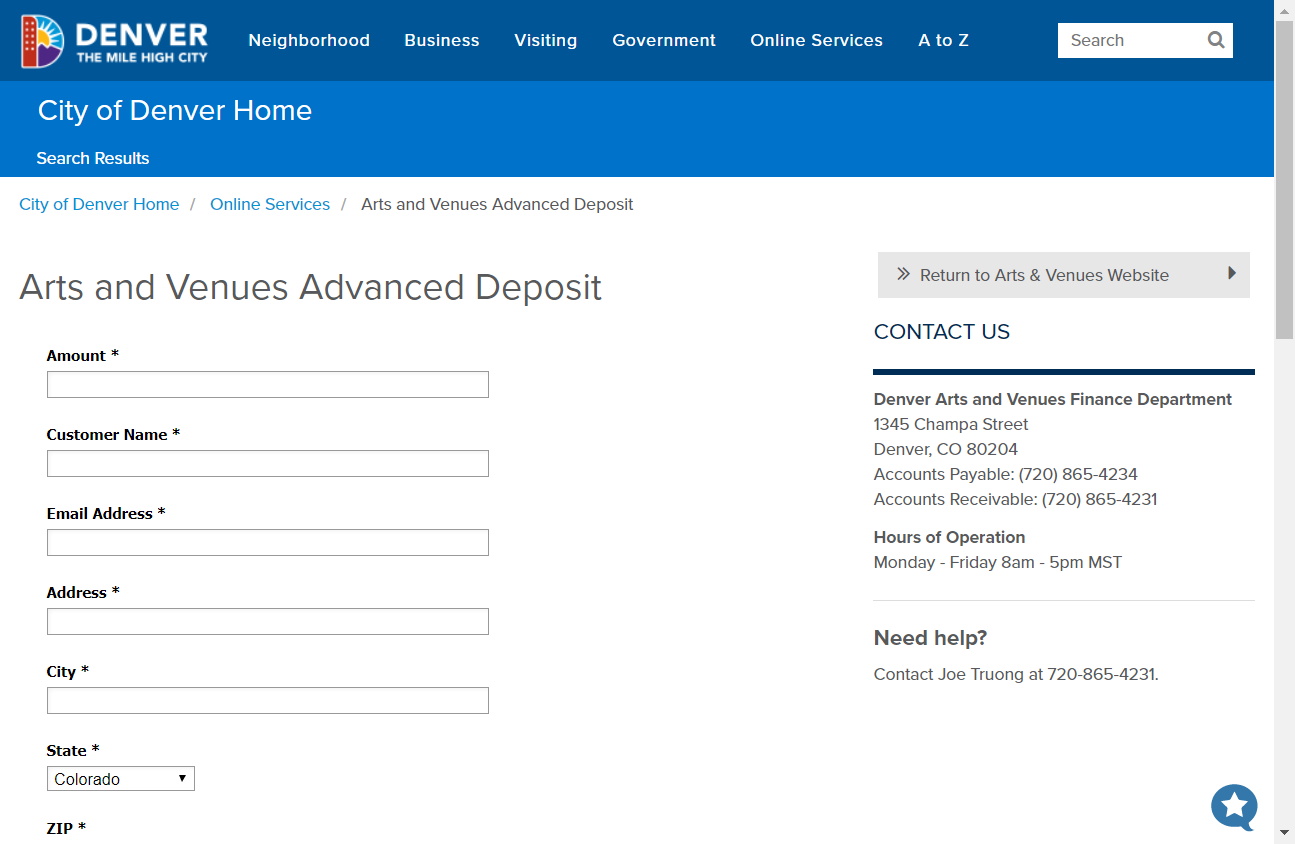 DENVER
THE MILE HIGH CITY
Neighborhood Business Visiting Government Online Services A to Z
Search
City of Denver Home
Search Results
City of Denver Home / Online Services / Arts and Venues Advanced Deposit
Arts and Venues Advanced Deposit
Amount *
Customer Name *
Email Address *
Address *
City *
State *
Colorado
ZIP *
Return to Arts & Venues Website
CONTACT US
Denver Arts and Venues Finance Department
1345 Champa Street
Denver, CO 80204
Accounts Payable: (720) 865-4234
Accounts Receivable: (720) 865-4231
Hours of Operation
Monday - Friday 8am - 5pm MST
Need help?
Contact Joe Truong at 720-865-4231.